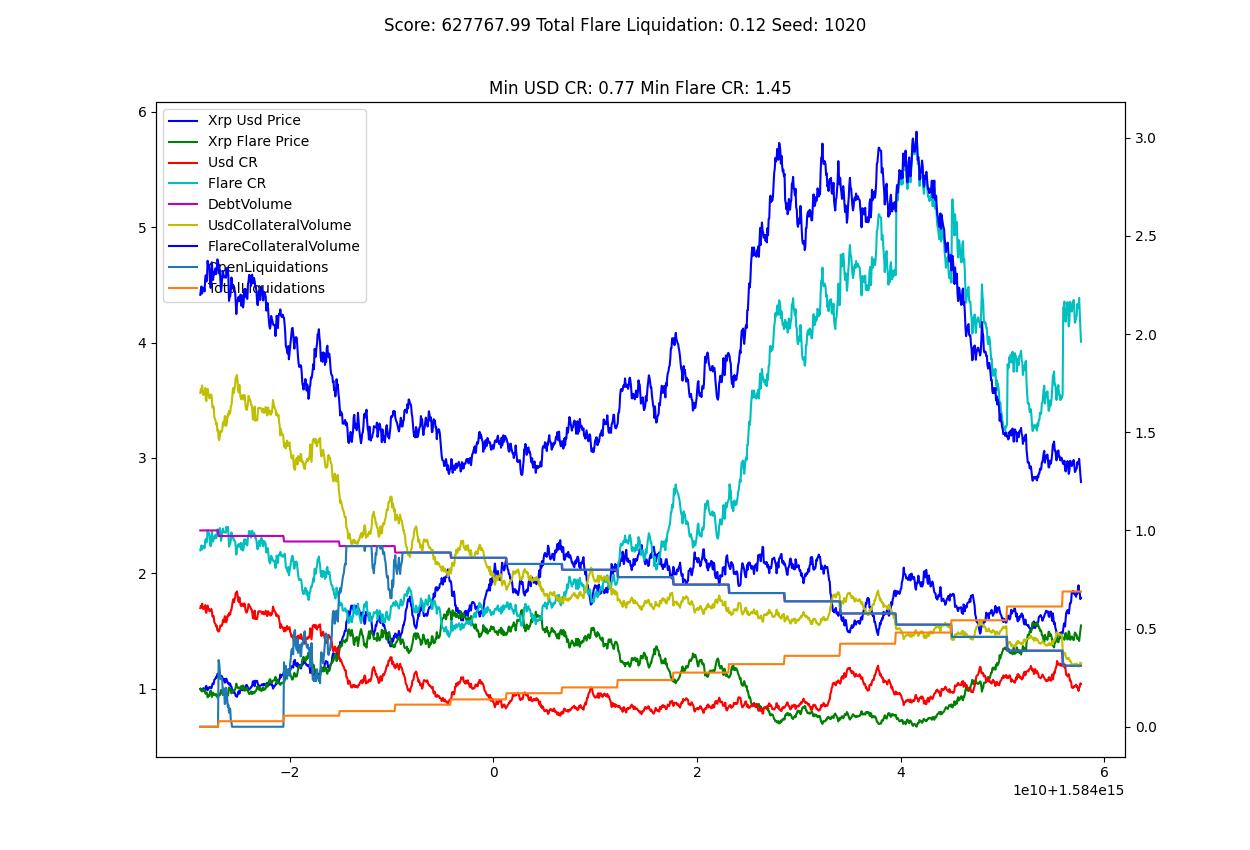 Score: 627767.99 Total Flare Liquidation: 0.12 Seed: 1020
Min USD CR: 0.77 Min Flare CR: 1.45
Xrp Usd Price
Xrp Flare Price
Usd CR
Flare CR
DebtVolume
UsdCollateralVolume
FlareCollateralVolume
OpenLiquidations
TotalLiquidations
6
5
4
3
2
1
3.0
2.5
2.0
1.5
1.0
0.5
0.0
−2
0
2
4
6
1e10+1.584e15